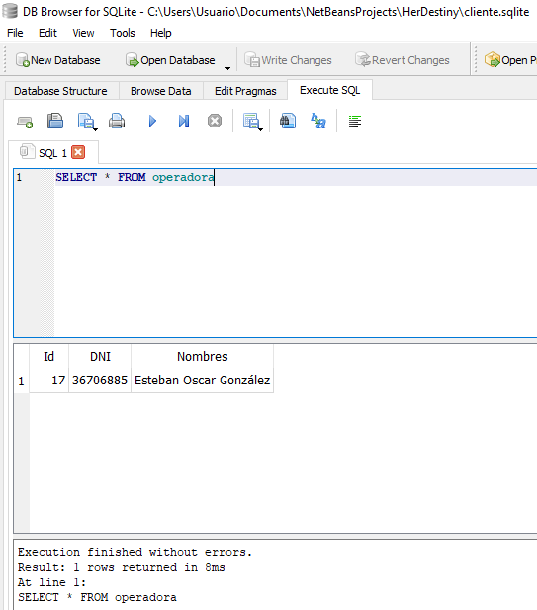 DB Browser for SQLite - C:\Users\Usuario\Documents\NetBeansProjects\HerDestiny\cliente.sqlite
File Edit View Tools Help
New Database Open Database Write Changes Revert Changes Open P
Database Structure Browse Data Edit Pragmas Execute SQL
SQL 1
1 SELECT * FROM operadora
Id DNI Nombres
1 17 36706885 Esteban Oscar González
Execution finished without errors.
Result: 1 rows returned in 8ms
At line 1:
SELECT * FROM operadora